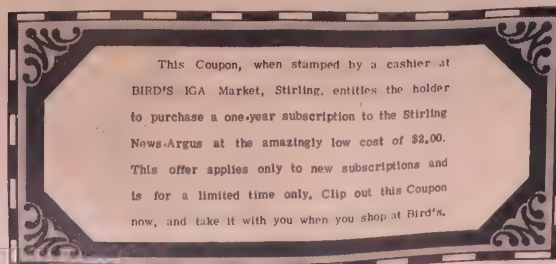 This Coupon, when stamped by a cashier at
BIRD'S IGA Market, Stirling, entitles the holder
to purchase a one-year subscription to the Stirling
News-Argus at the amazingly low cost of $2.00.
This offer applies only to new subscriptions and
is for a limited time only. Clip out this Coupon
now, and take it with you when you shop at Bird's.